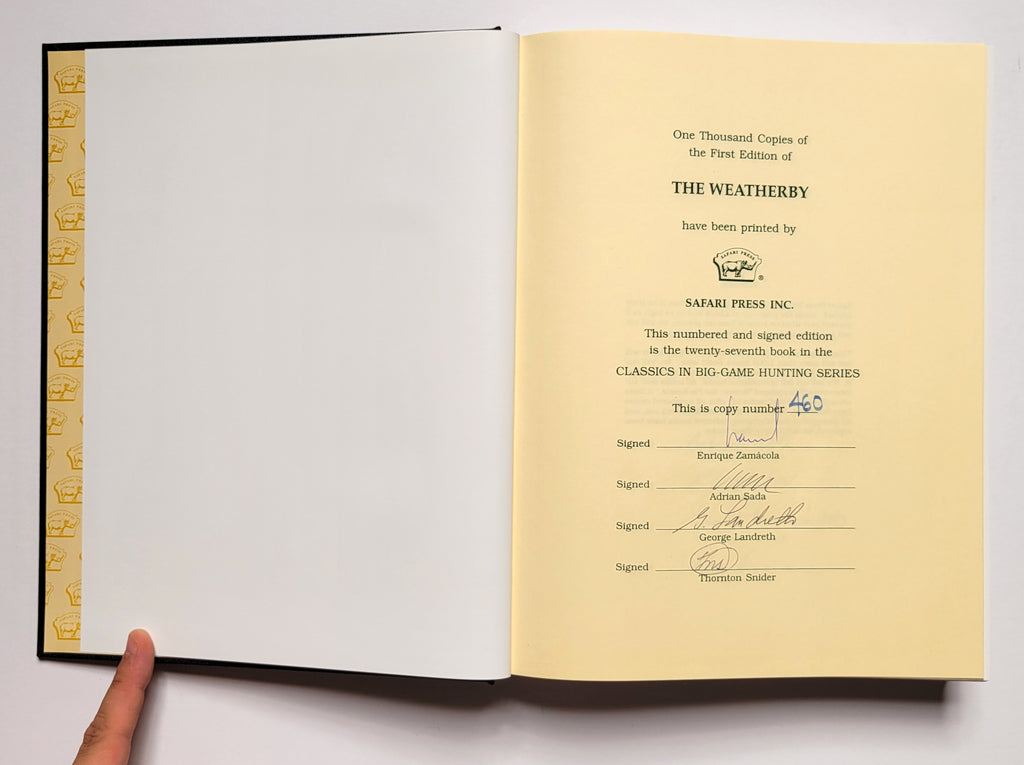 One Thousand Copies of
the First Edition of
THE WEATHERBY
have been printed by
SAFARI PRESS
®
SAFARI PRESS INC.
This numbered and signed edition
is the twenty-seventh book in the
CLASSICS IN BIG-GAME HUNTING SERIES
This is copy number 460
Signed
Enrique Zamácola
Signed
Adrian Sada
Signed G. Landreth
George Landreth
Signed
Thornton Snider